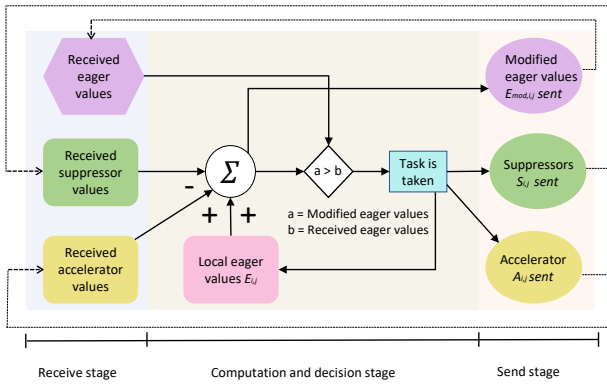 Received
eager
values
Modified
eager values
Emod,i,j sent
Received
suppressor
values
-
Σ
a > b
Task is
taken
Suppressors
Si,j sent
+ +
a = Modified eager values
b = Received eager values
Received
accelerator
values
Local eager
values Ei,j
Accelerator
Ai,j sent
Receive stage
Computation and decision stage
Send stage